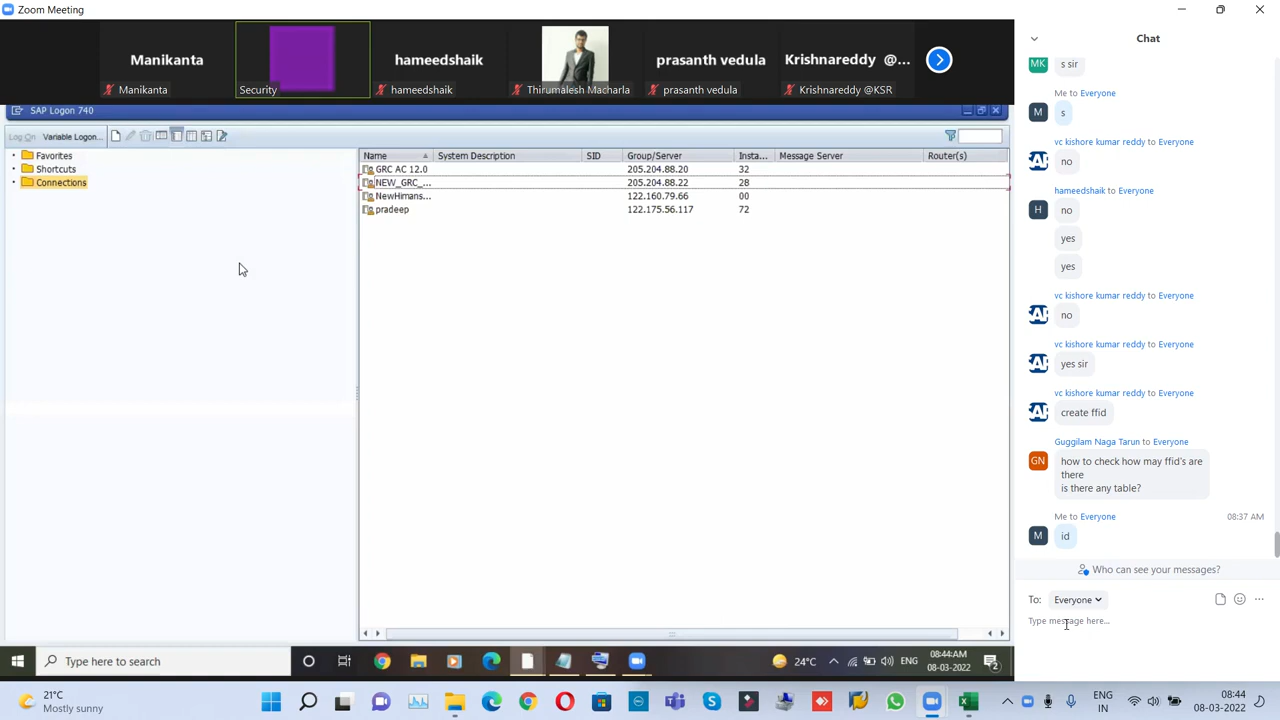 Zoom Meeting
Manikanta
hameedshaik
prasanth vedula
Krishnareddy @...
Manikanta
Security
hameedshaik
Thirumalesh Macharla
prasanth vedula
Krishnareddy @KSR
SAP Logon 740
Log On Variable Logon...
Favorites
Shortcuts
Connections
Name System Description SID Group/Server Insta... Message Server Router(s)
GRC AC 12.0 205.204.88.20 32
NEW_GRC_... 205.204.88.22 28
NewHimans... 122.160.79.66 00
pradeep 122.175.56.117 72
Type here to search
24°C
ENG
08:44:AM
08-03-2022
2
Chat
MK
s sir
Me to Everyone
M
s
vc kishore kumar reddy to Everyone
no
hameedshaik to Everyone
H
no
yes
yes
vc kishore kumar reddy to Everyone
no
vc kishore kumar reddy to Everyone
yes sir
vc kishore kumar reddy to Everyone
create ffid
Guggilam Naga Tarun to Everyone
GN
how to check how may ffid's are
there
is there any table?
Me to Everyone 08:37 AM
M
id
Who can see your messages?
To: Everyone
Type message here...
21°C
Mostly sunny
ENG
IN
08:44
08-03-2022